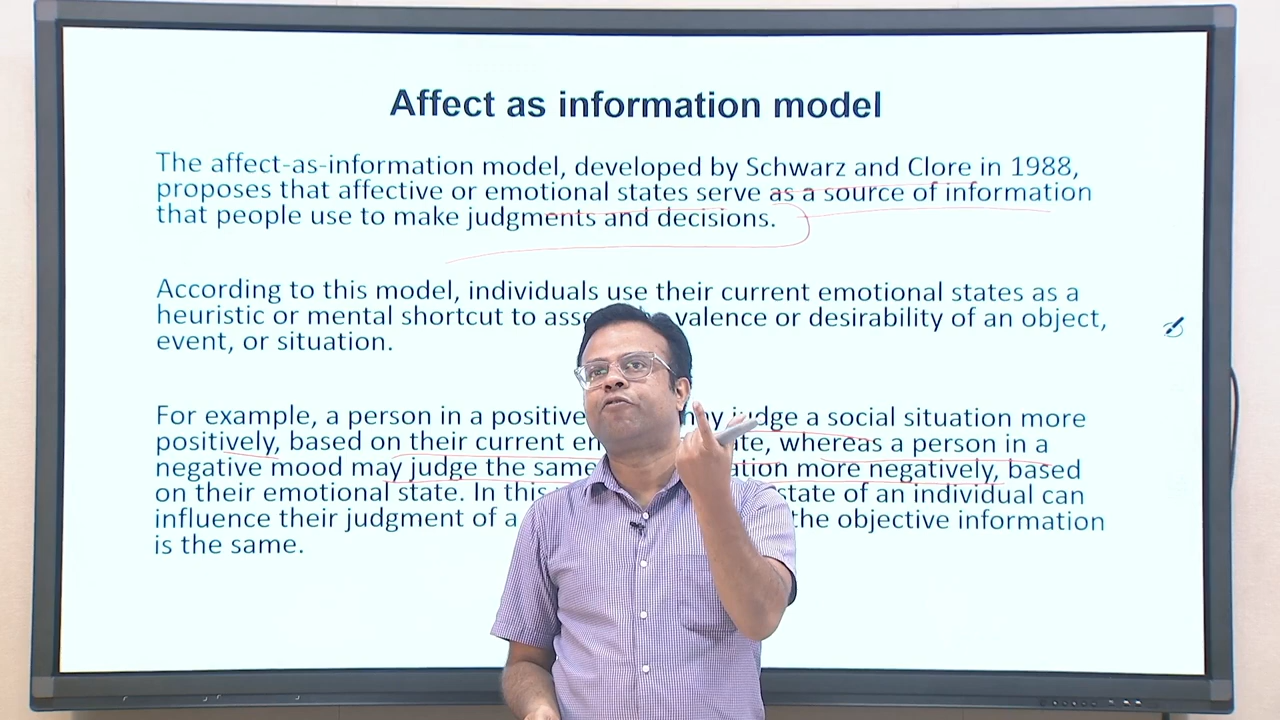 Affect as information model
The affect-as-information model, developed by Schwarz and Clore in 1988,
proposes that affective or emotional states serve as a source of information
that people use to make judgments and decisions.
According to this model, individuals use their current emotional states as a
heuristic or mental shortcut to valence or desirability of an object,
event, or situation.
For example, a person in a positive judge a social situation more
positively, based on their current whereas a person in a
negative mood may judge the same more negatively, based
on their emotional state. In this state of an individual can
influence their judgment of a the objective information
is the same.